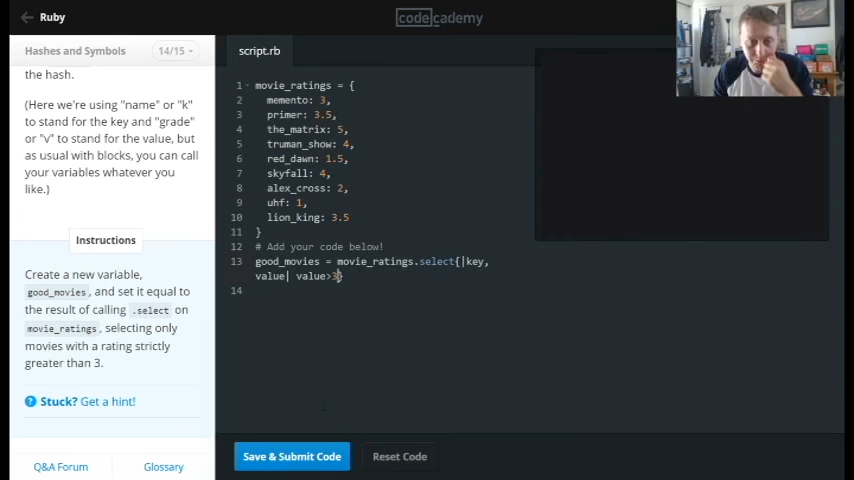 Ruby
codecademy
Hashes and Symbols 14/15
script.rb
the hash.
(Here we're using "name" or "k"
to stand for the key and "grade"
or "v" to stand for the value, but
as usual with blocks, you can call
your variables whatever you
like.)
Instructions
Create a new variable,
good_movies, and set it equal to
the result of calling .select on
movie_ratings, selecting only
movies with a rating strictly
greater than 3.
Stuck? Get a hint!
Q&A Forum
Glossary
1 movie_ratings = {
2 memento: 3,
3 primer: 3.5,
4 the_matrix: 5,
5 truman_show: 4,
6 red_dawn: 1.5,
7 skyfall: 4,
8 alex_cross: 2,
9 uhf: 1,
10 lion_king: 3.5
11 }
12 # Add your code below!
13 good_movies = movie_ratings.select{|key,
value| value>3}
14
Save & Submit Code
Reset Code